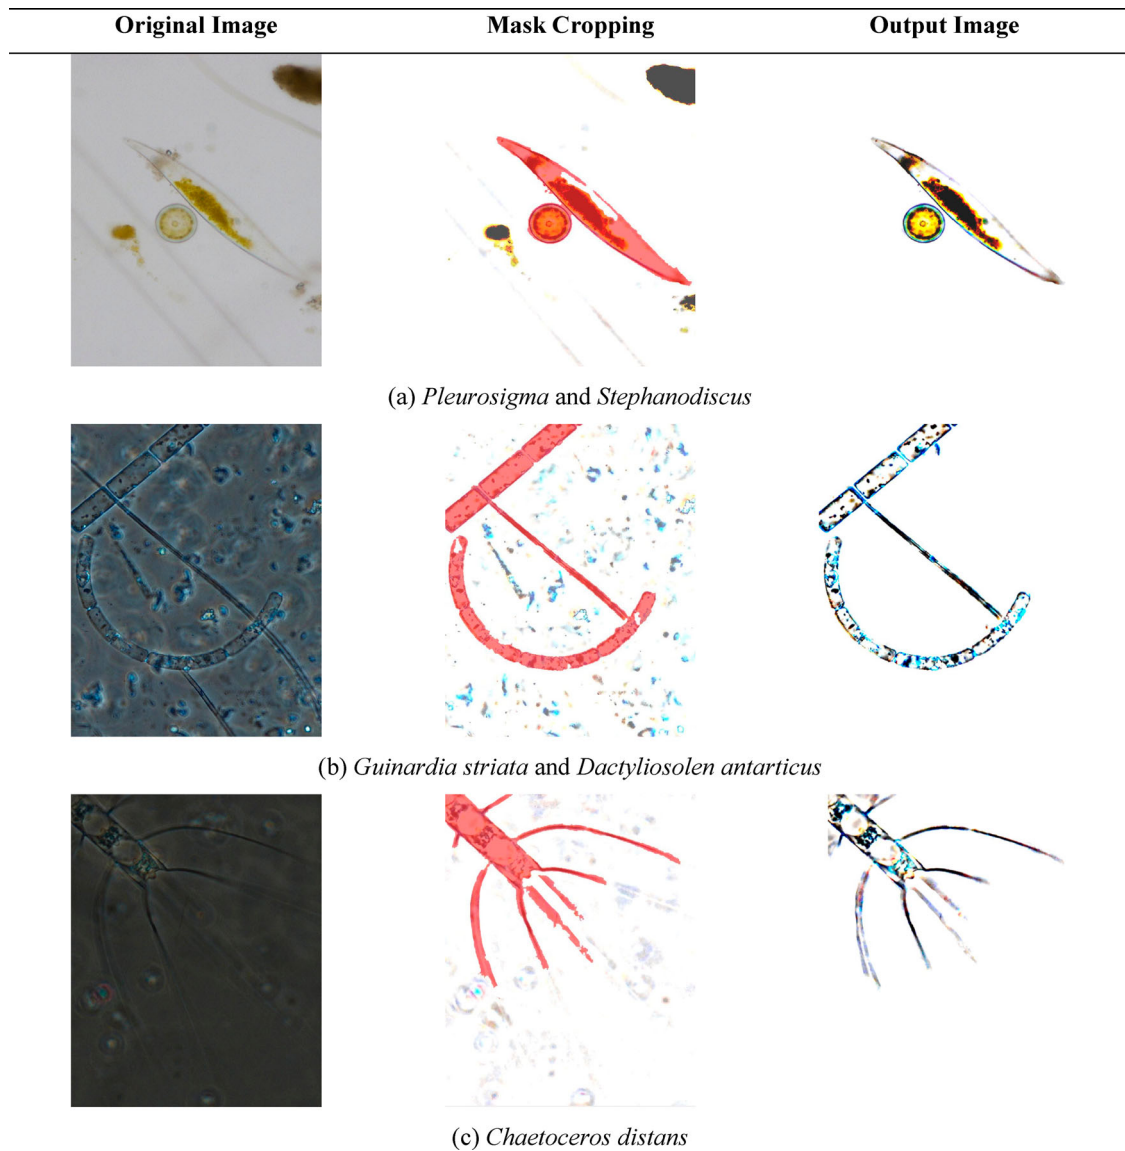 Original Image Mask Cropping Output Image
(a) Pleurosigma and Stephanodiscus
(b) Guinardia striata and Dactyliosolen antarticus
(c) Chaetoceros distans